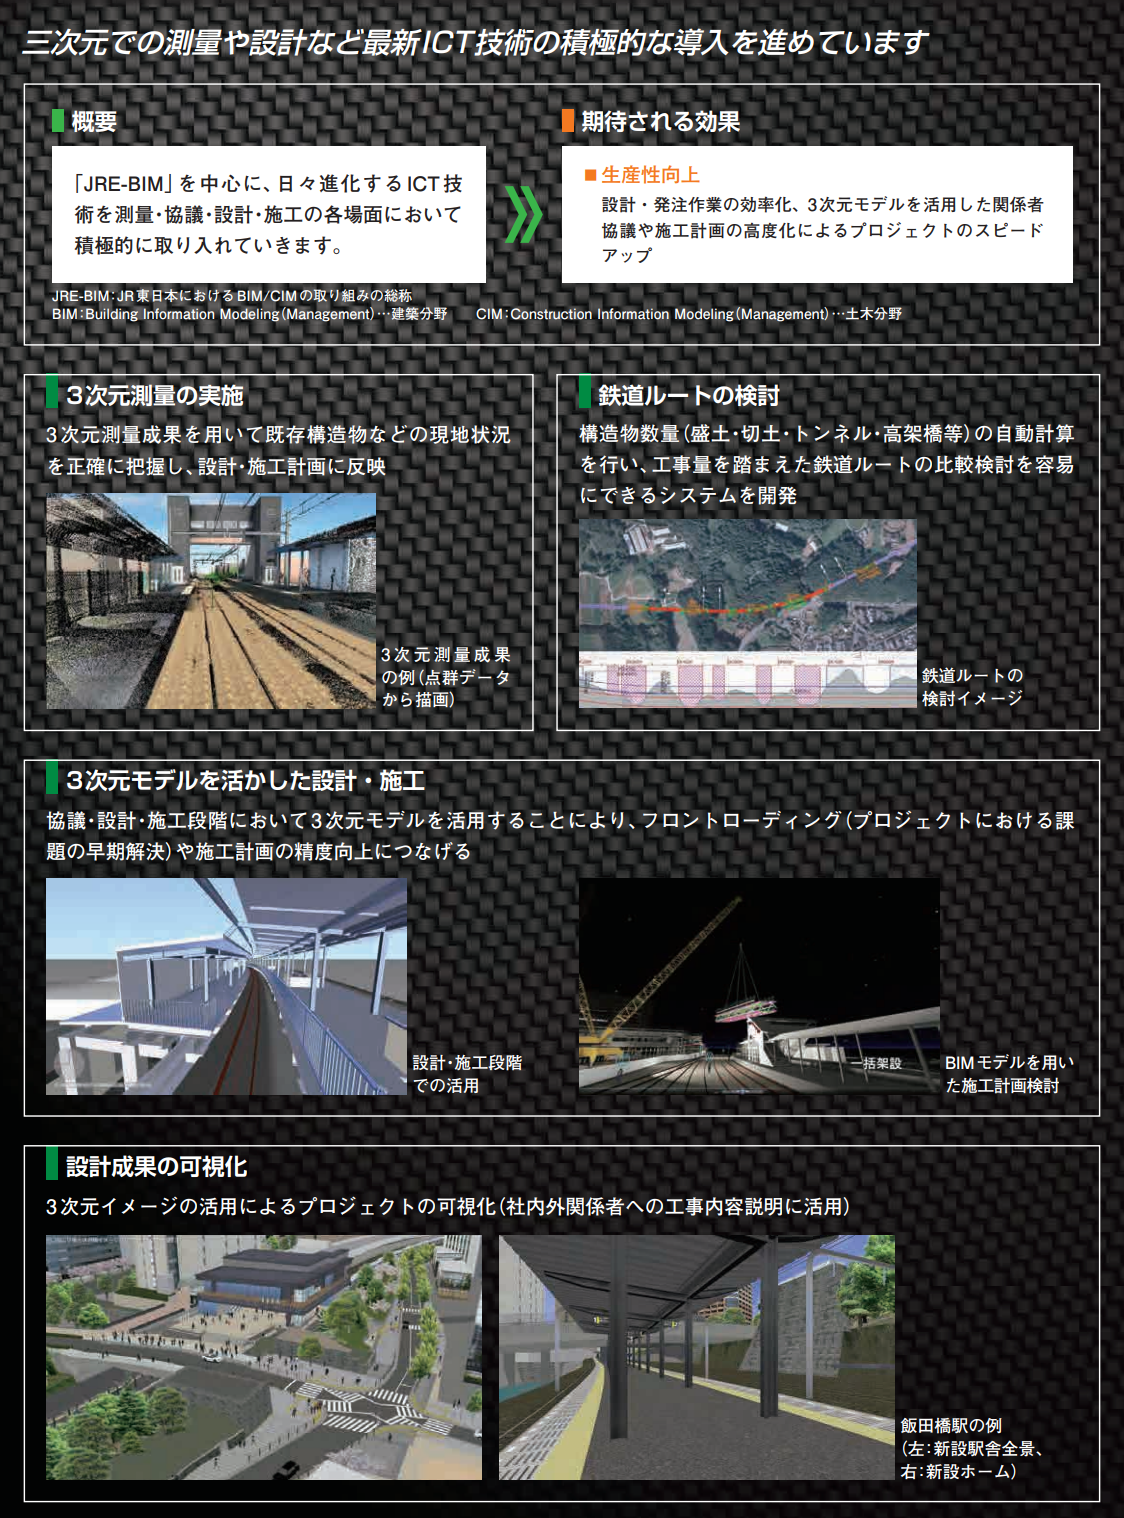 三次元での測量や設計など最新ICT技術の積極的な導入を進めています
概要
「JRE-BIM」を中心に、日々進化するICT技
術を測量・協議・設計・施工の各場面において
積極的に取り入れていきます。
期待される効果
■生産性向上
設計・発注作業の効率化、3次元モデルを活用した関係者
協議や施工計画の高度化によるプロジェクトのスピード
アップ
JRE-BIM：JR東日本におけるBIM/CIMの取り組みの総称
BIM：Building Information Modeling（Management）…建築分野　CIM：Construction Information Modeling（Management）…土木分野
3次元測量の実施
3次元測量成果を用いて既存構造物などの現地状況
を正確に把握し、設計・施工計画に反映
3次元測量成果
の例（点群データ
から描画）
鉄道ルートの検討
構造物数量（盛土・切土・トンネル・高架橋等）の自動計算
を行い、工事量を踏まえた鉄道ルートの比較検討を容易
にできるシステムを開発
鉄道ルートの
検討イメージ
3次元モデルを活かした設計・施工
協議・設計・施工段階において3次元モデルを活用することにより、フロントローディング（プロジェクトにおける課
題の早期解決）や施工計画の精度向上につなげる
設計・施工段階
での活用
一括架設
BIMモデルを用い
た施工計画検討
設計成果の可視化
3次元イメージの活用によるプロジェクトの可視化（社内外関係者への工事内容説明に活用）
飯田橋駅の例
（左：新設駅舎全景、
右：新設ホーム）